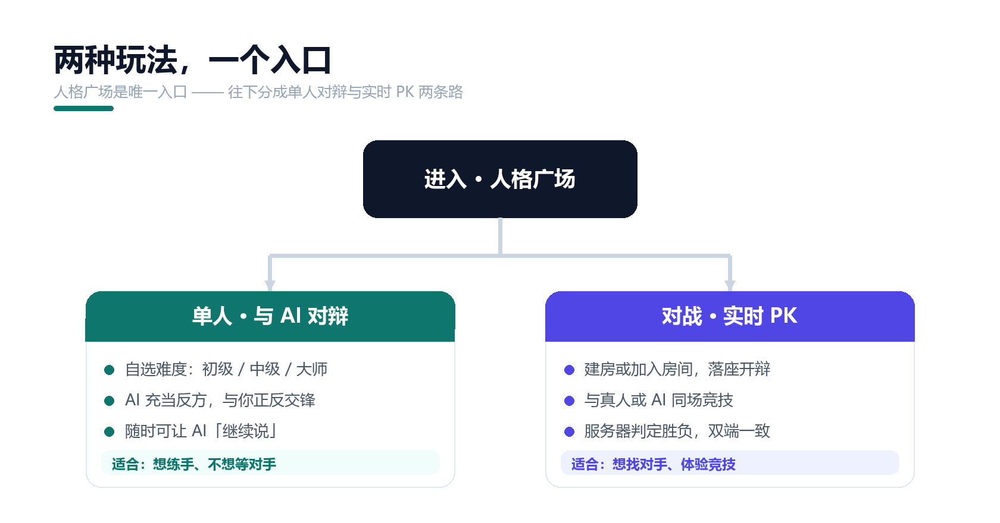 两种玩法，一个入口
人格广场是唯一入口 —— 往下分成单人对辩与实时 PK 两条路
进入 · 人格广场
单人 · 与 AI 对辩
自选难度：初级 / 中级 / 大师
AI 充当反方，与你正反交锋
随时可让 AI「继续说」
适合：想练手、不想等对手
对战 · 实时 PK
建房或加入房间，落座开辩
与真人或 AI 同场竞技
服务器判定胜负，双端一致
适合：想找对手、体验竞技